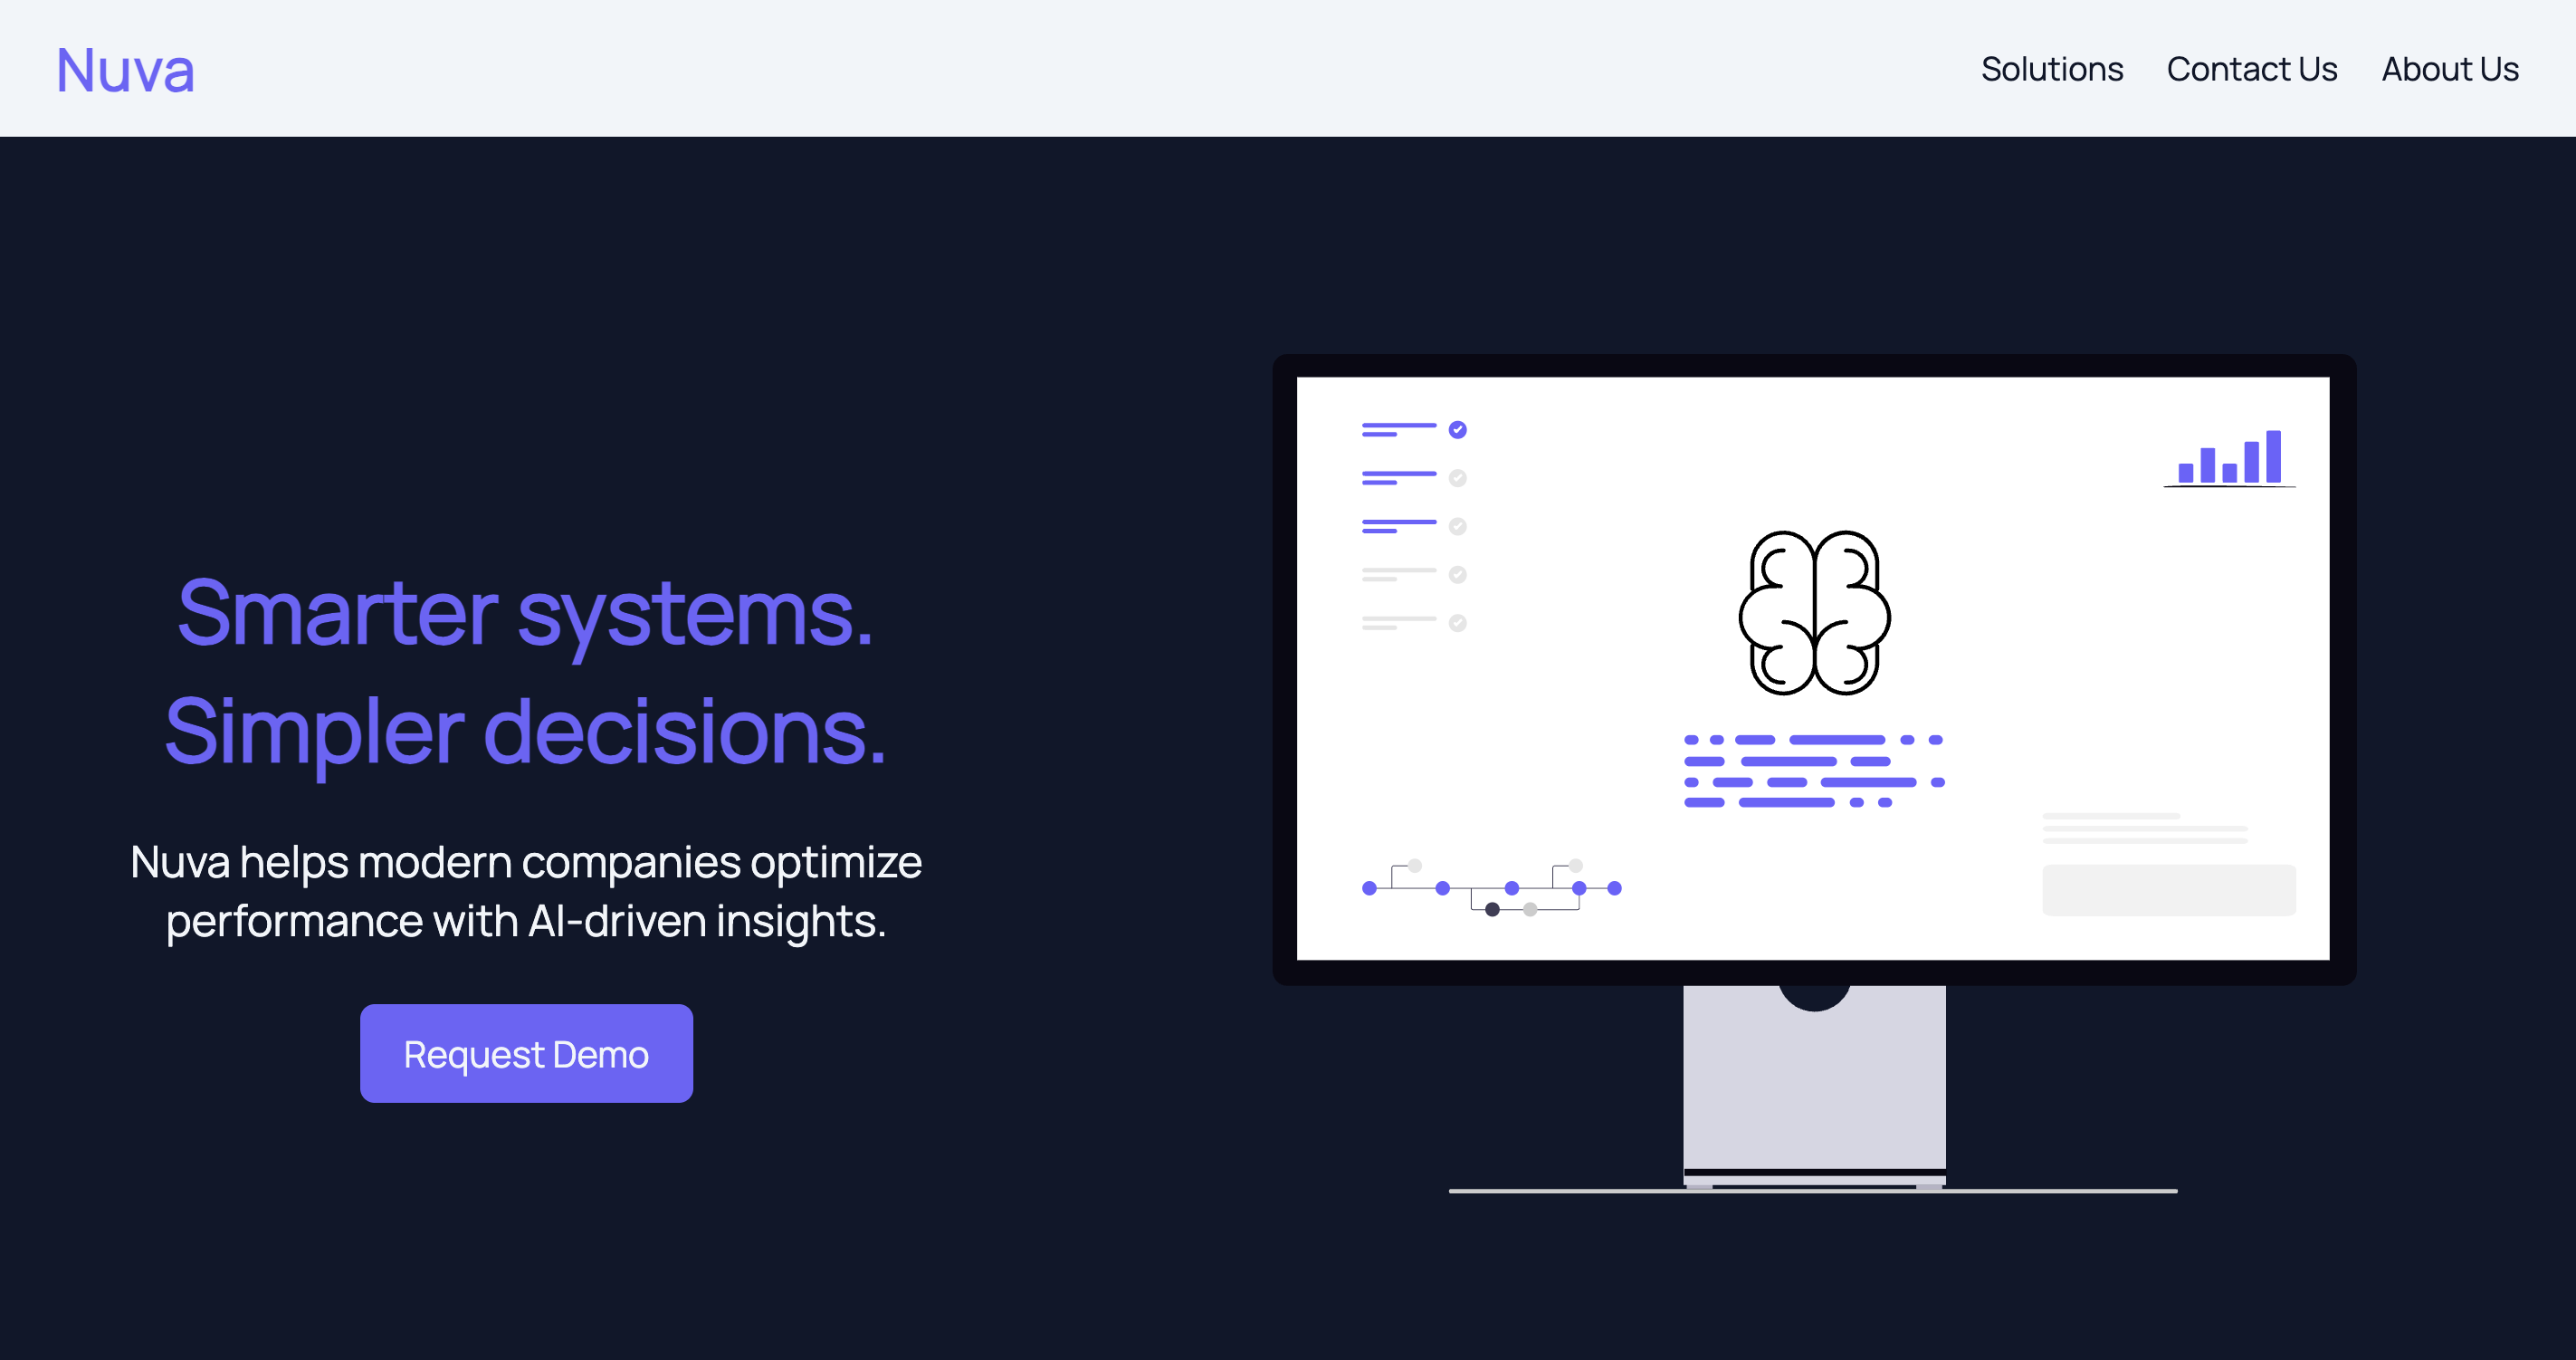 Nuva
Solutions Contact Us About Us
Smarter systems.
Simpler decisions.
Nuva helps modern companies optimize
performance with AI-driven insights.
Request Demo